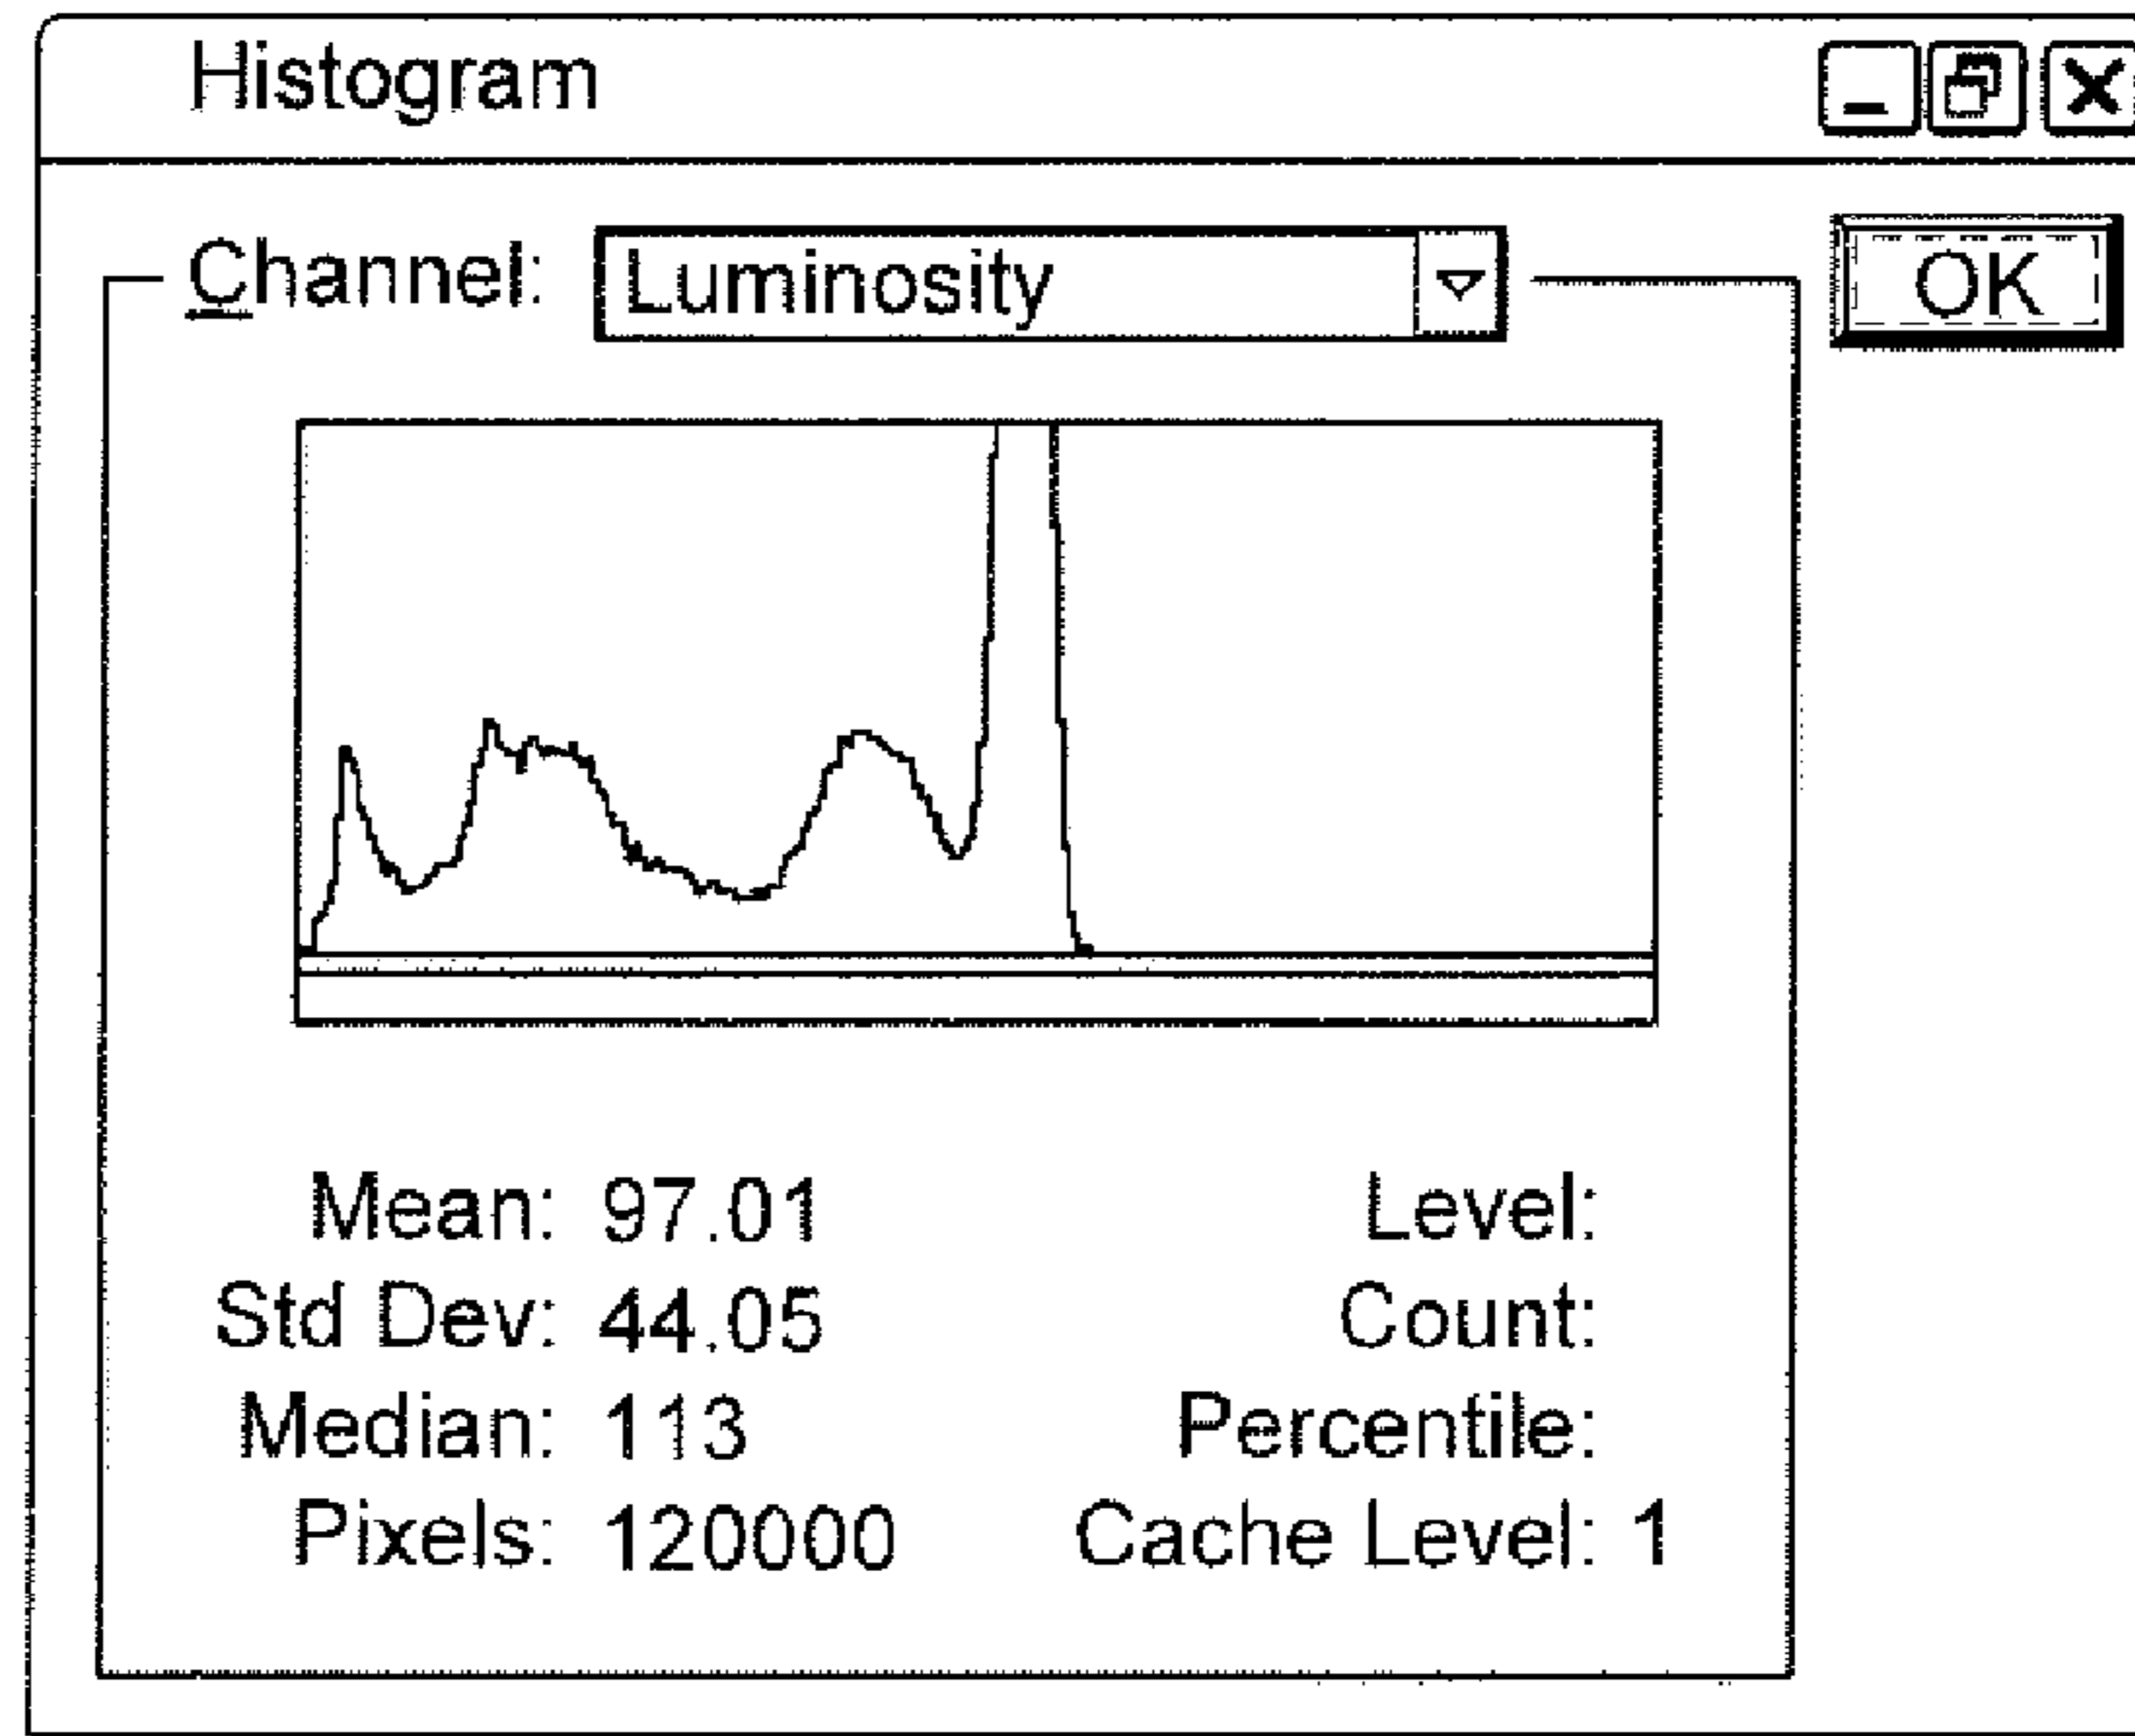 Histogram
Channel: Luminosity OK
Mean: 97.01 Level:
Std Dev: 44.05 Count:
Median: 113 Percentile:
Pixels: 120000 Cache Level: 1